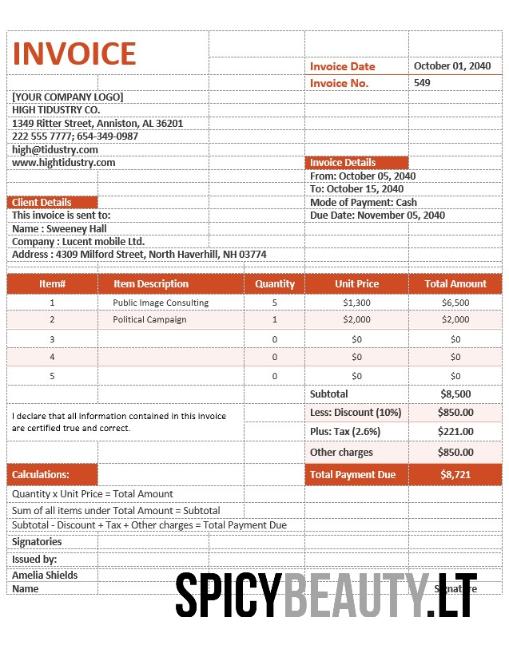 INVOICE
Invoice Date October 01, 2040
Invoice No. 549
[YOUR COMPANY LOGO]
HIGH TIDUSTRY CO.
1349 Ritter Street, Anniston, AL 36201
222 555 7777; 654-349-0987
high@tidustry.com
www.hightidustry.com
Invoice Details
From: October 05, 2040
To: October 15, 2040
Mode of Payment: Cash
Due Date: November 05, 2040
Client Details
This invoice is sent to:
Name : Sweeney Hall
Company : Lucent mobile Ltd.
Address : 4309 Milford Street, North Haverhill, NH 03774
Item# Item Description Quantity Unit Price Total Amount
1 Public Image Consulting 5 $1,300 $6,500
2 Political Campaign 1 $2,000 $2,000
3 0 $0 $0
4 0 $0 $0
5 0 $0 $0
Subtotal $8,500
I declare that all information contained in this invoice
are certified true and correct.
Less: Discount (10%) $850.00
Plus: Tax (2.6%) $221.00
Other charges $850.00
Calculations: Total Payment Due $8,721
Quantity x Unit Price = Total Amount
Sum of all items under Total Amount = Subtotal
Subtotal - Discount + Tax + Other charges = Total Payment Due
Signatories
Issued by:
Amelia Shields
Name Signature
SPICYBEAUTY.LT